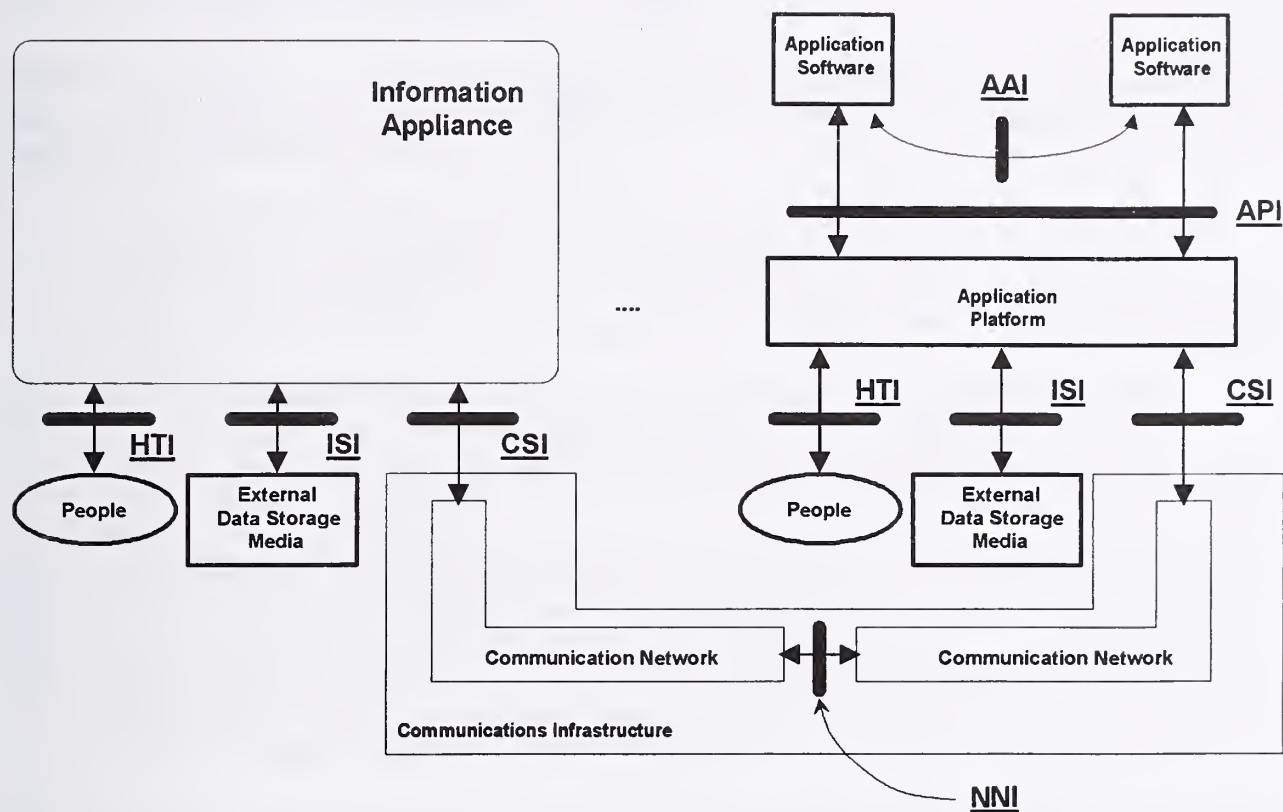 Information
Appliance
Application
Software
Application
Software
AAI
API
Application
Platform
....
HTI
ISI
CSI
HTI
ISI
CSI
People
External
Data Storage
Media
People
External
Data Storage
Media
Communication Network
Communication Network
Communications Infrastructure
NNI